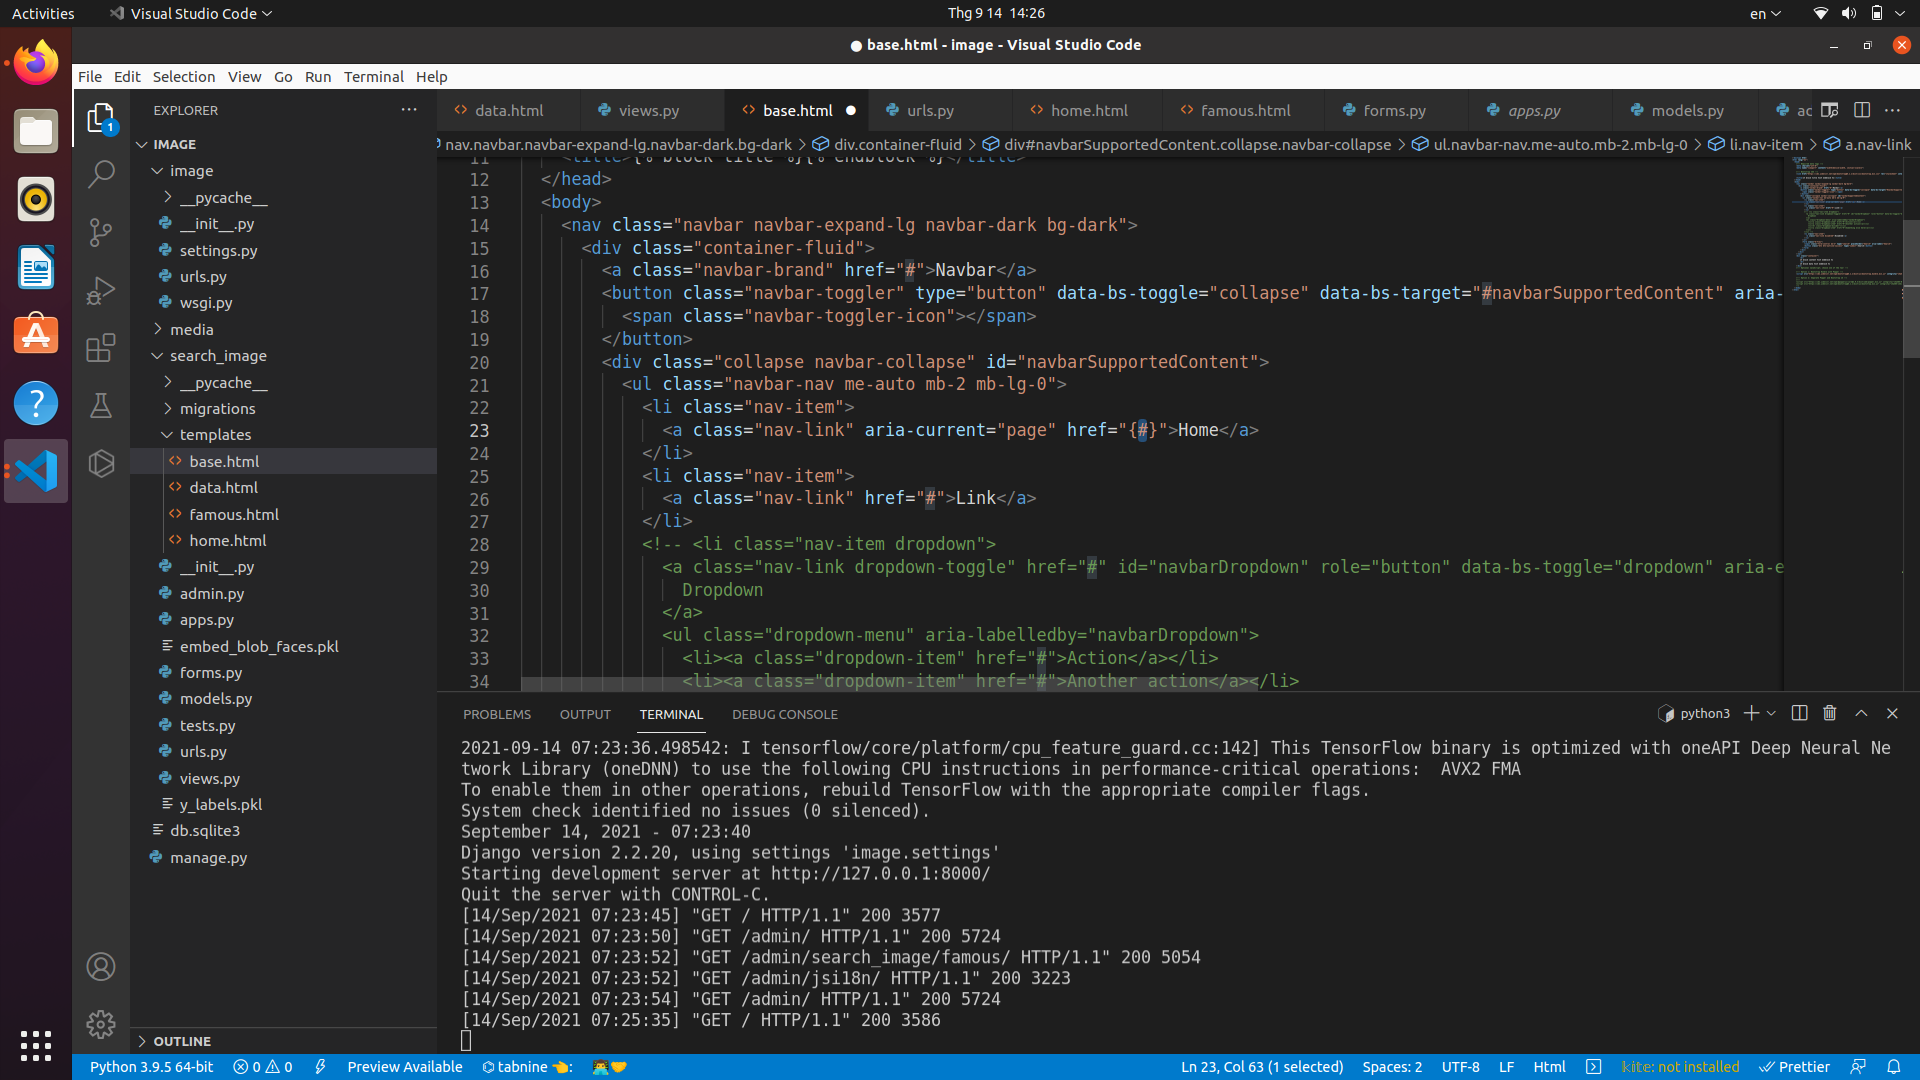 Activities
Visual Studio Code
Thg 9 14 14:26
en
● base.html - image - Visual Studio Code
File Edit Selection View Go Run Terminal Help
EXPLORER
1
IMAGE
image
__pycache__
__init__.py
settings.py
urls.py
wsgi.py
media
search_image
__pycache__
migrations
templates
base.html
data.html
famous.html
home.html
__init__.py
admin.py
apps.py
embed_blob_faces.pkl
forms.py
models.py
tests.py
urls.py
views.py
y_labels.pkl
db.sqlite3
manage.py
OUTLINE
data.html views.py base.html urls.py home.html famous.html forms.py apps.py models.py
nav.navbar.navbar-expand-lg.navbar-dark.bg-dark > div.container-fluid > div#navbarSupportedContent.collapse.navbar-collapse > ul.navbar-nav.me-auto.mb-2.mb-lg-0 > li.nav-item > a.nav-link
11 <title>{% block title %}{% endblock %}</title>
12 </head>
13 <body>
14 <nav class="navbar navbar-expand-lg navbar-dark bg-dark">
15 <div class="container-fluid">
16 <a class="navbar-brand" href="#">Navbar</a>
17 <button class="navbar-toggler" type="button" data-bs-toggle="collapse" data-bs-target="#navbarSupportedContent" aria-
18 <span class="navbar-toggler-icon"></span>
19 </button>
20 <div class="collapse navbar-collapse" id="navbarSupportedContent">
21 <ul class="navbar-nav me-auto mb-2 mb-lg-0">
22 <li class="nav-item">
23 <a class="nav-link" aria-current="page" href="{#}">Home</a>
24 </li>
25 <li class="nav-item">
26 <a class="nav-link" href="#">Link</a>
27 </li>
28 <!-- <li class="nav-item dropdown">
29 <a class="nav-link dropdown-toggle" href="#" id="navbarDropdown" role="button" data-bs-toggle="dropdown" aria-e
30 Dropdown
31 </a>
32 <ul class="dropdown-menu" aria-labelledby="navbarDropdown">
33 <li><a class="dropdown-item" href="#">Action</a></li>
34 <li><a class="dropdown-item" href="#">Another action</a></li>
PROBLEMS OUTPUT TERMINAL DEBUG CONSOLE
python3
2021-09-14 07:23:36.498542: I tensorflow/core/platform/cpu_feature_guard.cc:142] This TensorFlow binary is optimized with oneAPI Deep Neural Ne
twork Library (oneDNN) to use the following CPU instructions in performance-critical operations:  AVX2 FMA
To enable them in other operations, rebuild TensorFlow with the appropriate compiler flags.
System check identified no issues (0 silenced).
September 14, 2021 - 07:23:40
Django version 2.2.20, using settings 'image.settings'
Starting development server at http://127.0.0.1:8000/
Quit the server with CONTROL-C.
[14/Sep/2021 07:23:45] "GET / HTTP/1.1" 200 3577
[14/Sep/2021 07:23:50] "GET /admin/ HTTP/1.1" 200 5724
[14/Sep/2021 07:23:52] "GET /admin/search_image/famous/ HTTP/1.1" 200 5054
[14/Sep/2021 07:23:52] "GET /admin/jsi18n/ HTTP/1.1" 200 3223
[14/Sep/2021 07:23:54] "GET /admin/ HTTP/1.1" 200 5724
[14/Sep/2021 07:25:35] "GET / HTTP/1.1" 200 3586
Python 3.9.5 64-bit 0 0 Preview Available tabnine 👈: Ln 23, Col 63 (1 selected) Spaces: 2 UTF-8 LF Html kite: not installed Prettier